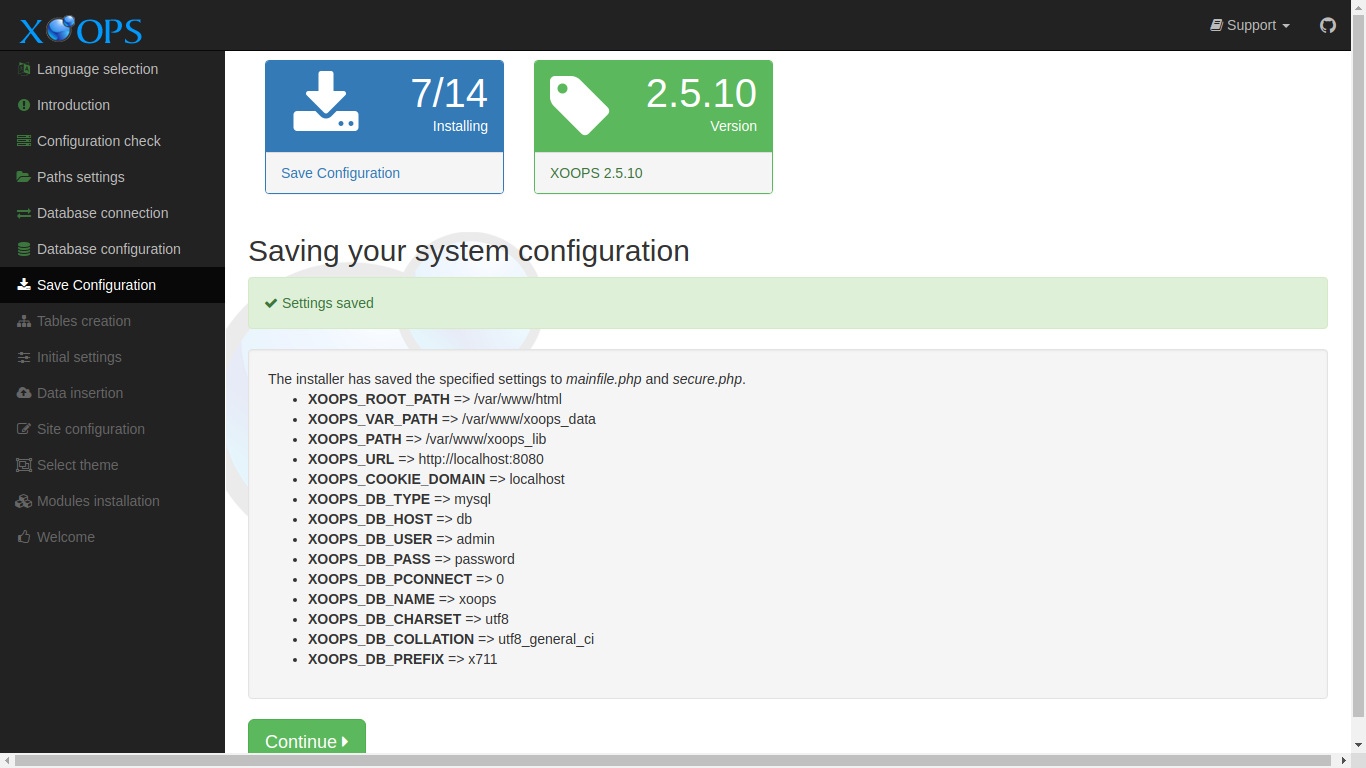 XOOPS
Support
Language selection
Introduction
Configuration check
Paths settings
Database connection
Database configuration
Save Configuration
Tables creation
Initial settings
Data insertion
Site configuration
Select theme
Modules installation
Welcome
7/14
Installing
Save Configuration
2.5.10
Version
XOOPS 2.5.10
Saving your system configuration
Settings saved
The installer has saved the specified settings to mainfile.php and secure.php.
• XOOPS_ROOT_PATH => /var/www/html
• XOOPS_VAR_PATH => /var/www/xoops_data
• XOOPS_PATH => /var/www/xoops_lib
• XOOPS_URL => http://localhost:8080
• XOOPS_COOKIE_DOMAIN => localhost
• XOOPS_DB_TYPE => mysql
• XOOPS_DB_HOST => db
• XOOPS_DB_USER => admin
• XOOPS_DB_PASS => password
• XOOPS_DB_PCONNECT => 0
• XOOPS_DB_NAME => xoops
• XOOPS_DB_CHARSET => utf8
• XOOPS_DB_COLLATION => utf8_general_ci
• XOOPS_DB_PREFIX => x711
Continue